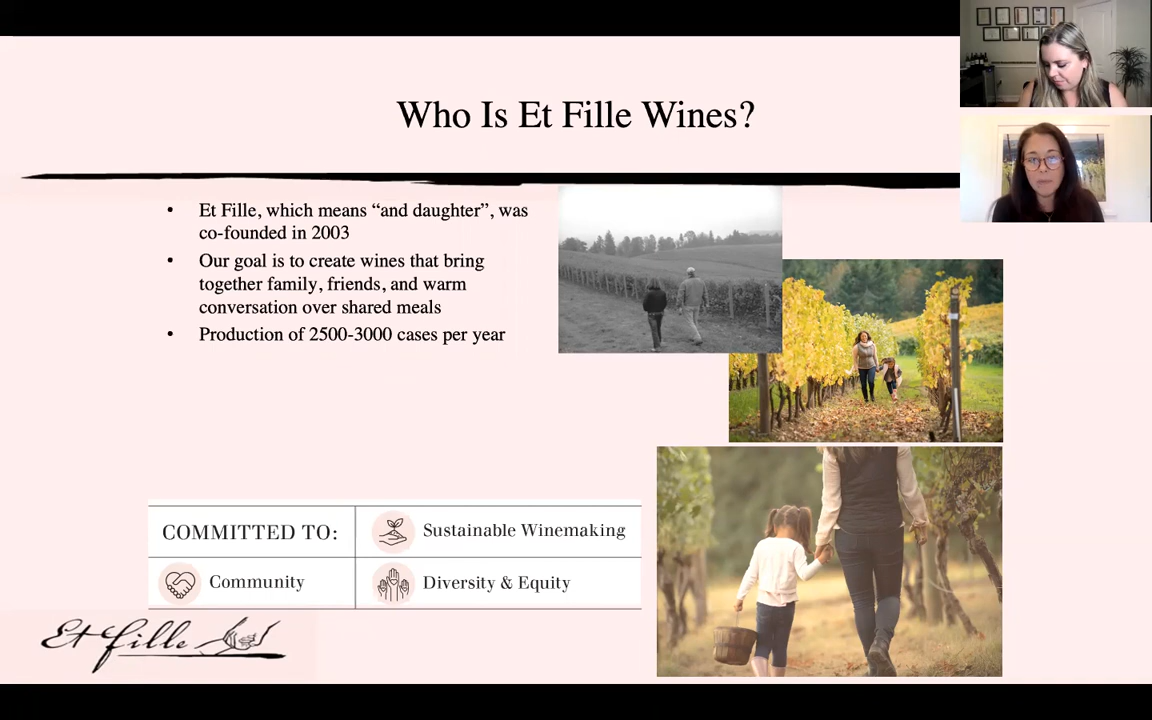 Who Is Et Fille Wines?
• Et Fille, which means “and daughter”, was
co-founded in 2003
• Our goal is to create wines that bring
together family, friends, and warm
conversation over shared meals
• Production of 2500-3000 cases per year
COMMITTED TO:
Sustainable Winemaking
Community
Diversity & Equity
Et Fille